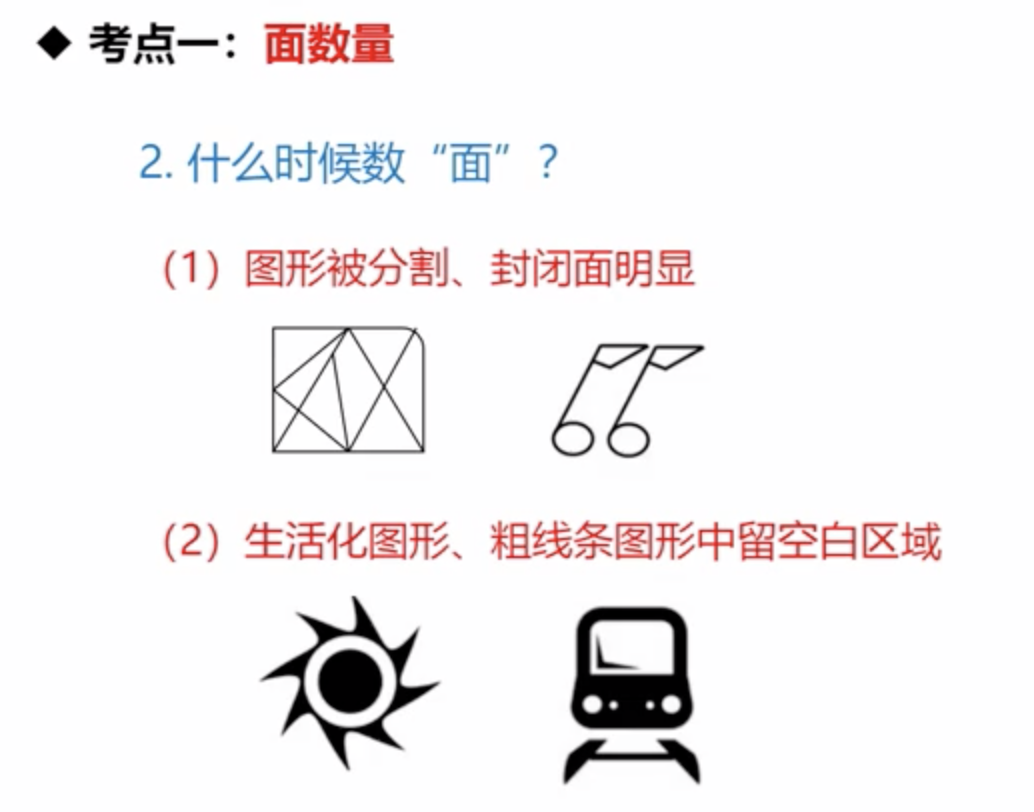 ◆ 考点一：面数量
2. 什么时候数“面”？
（1）图形被分割、封闭面明显
（2）生活化图形、粗线条图形中留空白区域